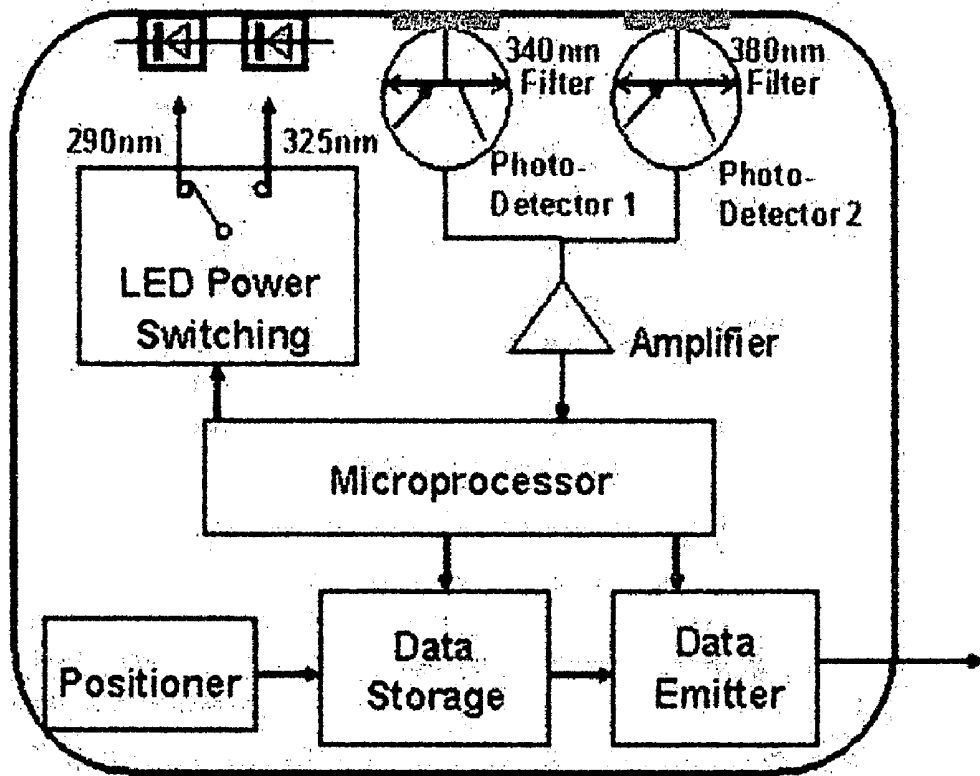 340nm
Filter
380nm
Filter
290nm
325nm
Photo-
Detector 1
Photo-
Detector 2
LED Power
Switching
Amplifier
Microprocessor
Positioner
Data
Storage
Data
Emitter